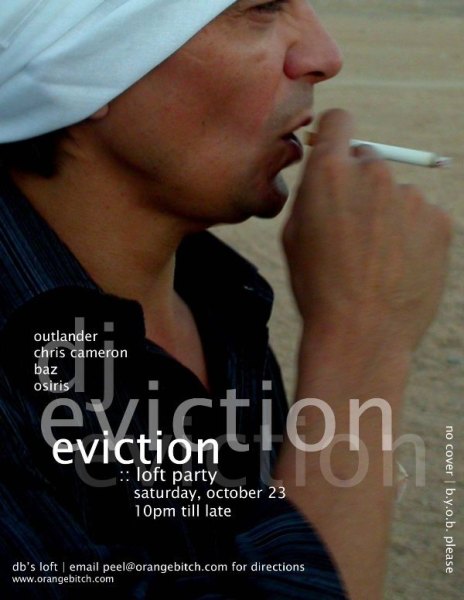 dj
eviction
eviction
outlander
chris cameron
baz
osiris
eviction
:: loft party
saturday, october 23
10pm till late
no cover | b.y.o.b. please
db's loft | email peel@orangebitch.com for directions
www.orangebitch.com